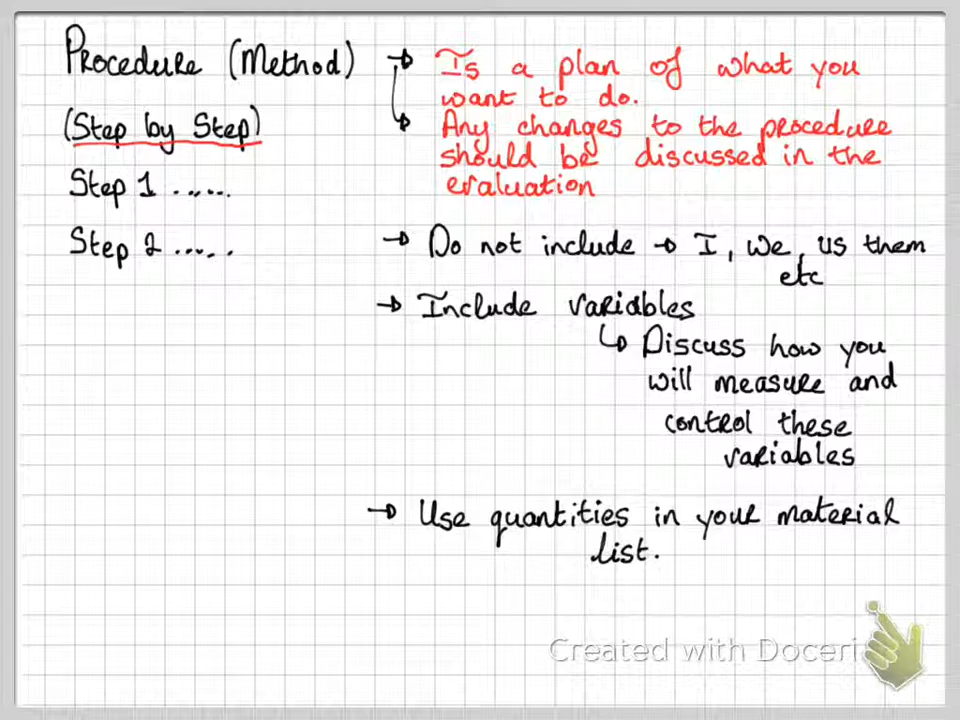 Procedure (Method) → Is a plan of what you
want to do.
(Step by Step) → Any changes to the procedure
should be discussed in the
evaluation
Step 1 ......
Step 2 ...... → Do not include → I, we, us them
etc
→ Include variables
↳ Discuss how you
will measure and
control these
variables
→ Use quantities in your material
list.
Created with Doceri